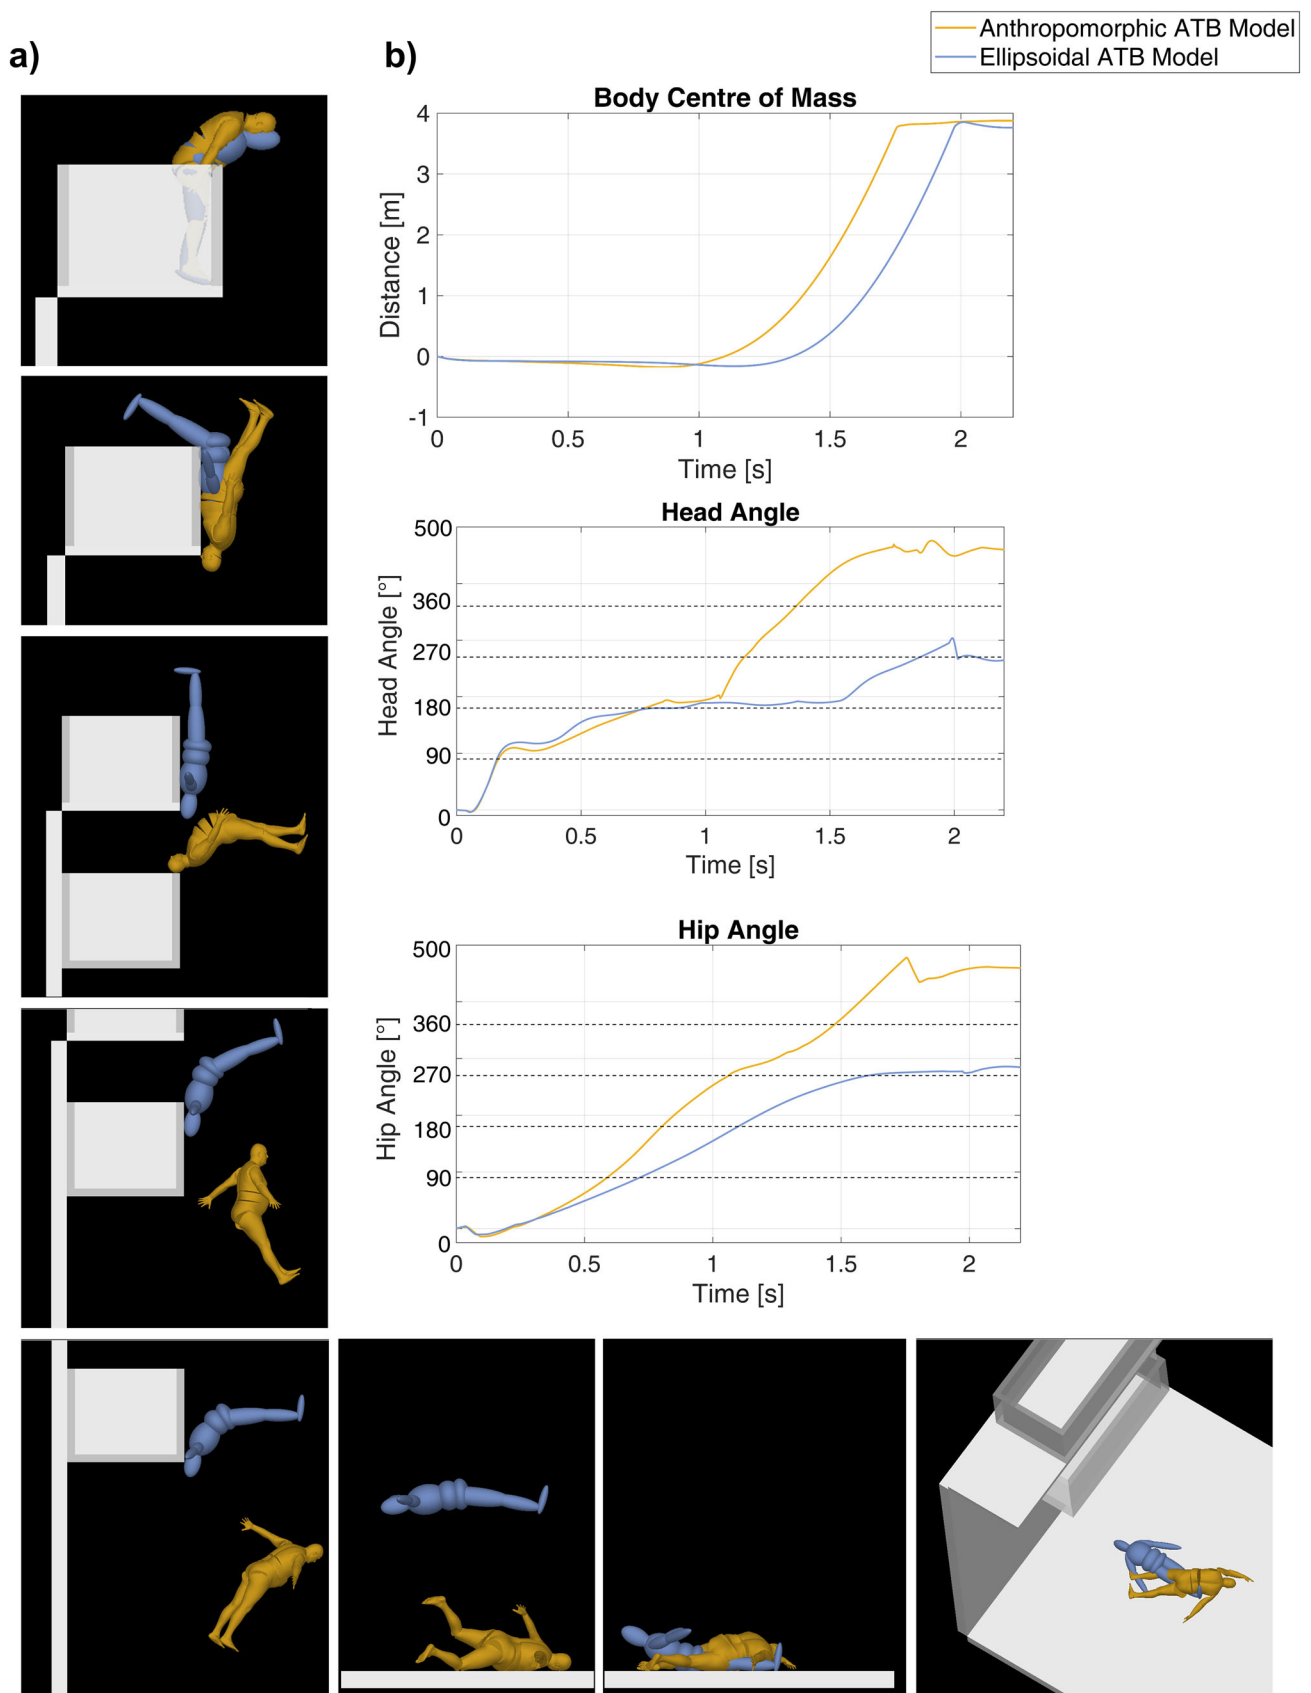 a)
b)
Anthropomorphic ATB Model
Ellipsoidal ATB Model
Body Centre of Mass
Distance [m]
4
3
2
1
0
-1
0 0.5 1 1.5 2
Time [s]
Head Angle
Head Angle [°]
500
360
270
180
90
0
0 0.5 1 1.5 2
Time [s]
Hip Angle
Hip Angle [°]
500
360
270
180
90
0
0 0.5 1 1.5 2
Time [s]